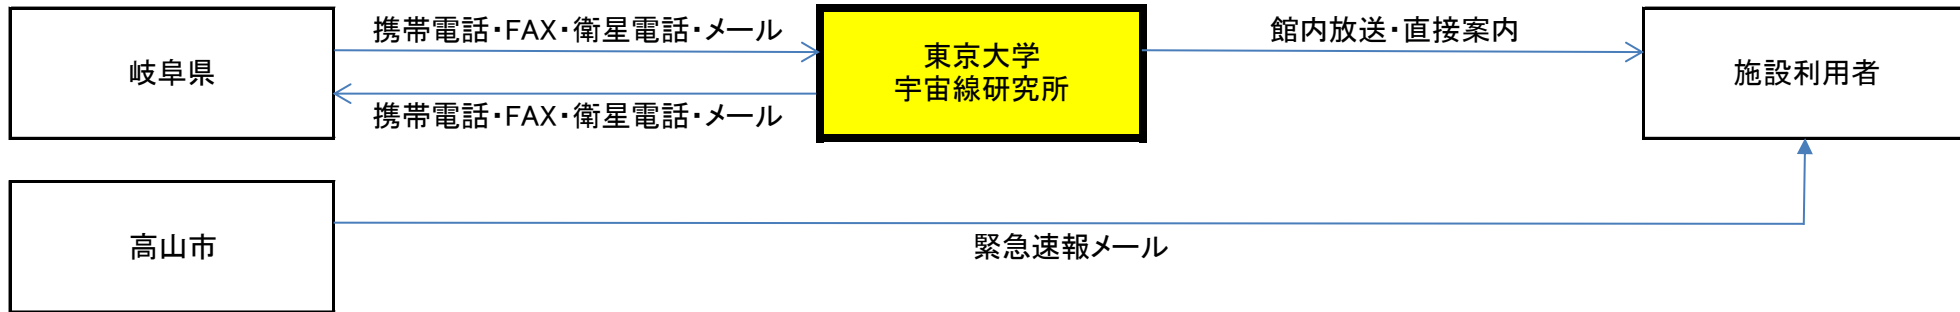 携帯電話・FAX・衛星電話・メール
館内放送・直接案内
岐阜県
東京大学
宇宙線研究所
施設利用者
携帯電話・FAX・衛星電話・メール
高山市
緊急速報メール